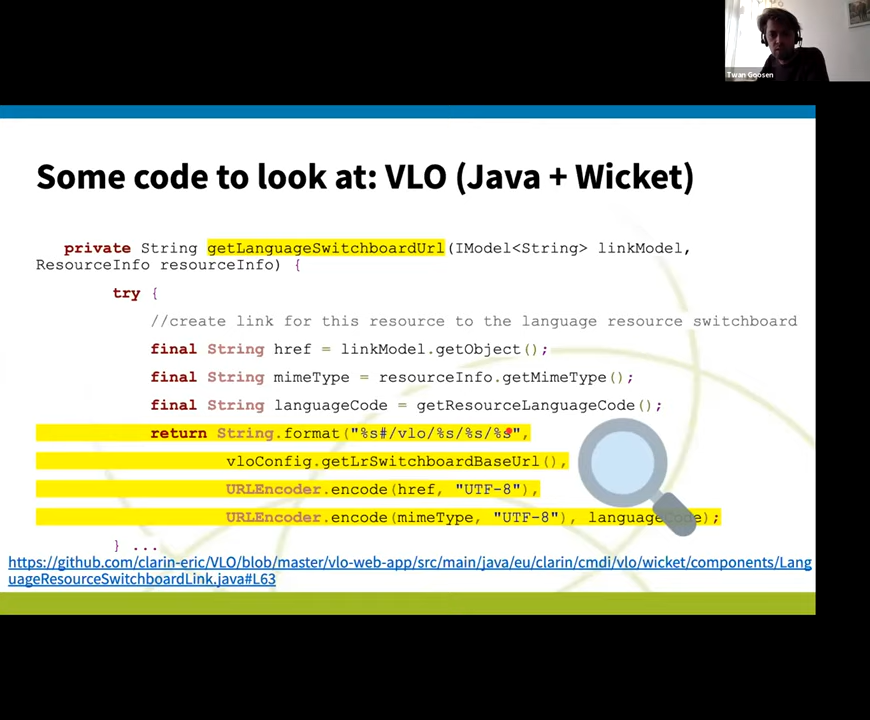 Twan Goosen
Some code to look at: VLO (Java + Wicket)
private String getLanguageSwitchboardUrl(IModel<String> linkModel,
ResourceInfo resourceInfo) {
try {
//create link for this resource to the language resource switchboard
final String href = linkModel.getObject();
final String mimeType = resourceInfo.getMimeType();
final String languageCode = getResourceLanguageCode();
return String.format("%s#/vlo/%s/%s/%s",
vloConfig.getLrSwitchboardBaseUrl(),
URLEncoder.encode(href, "UTF-8"),
URLEncoder.encode(mimeType, "UTF-8"), languageCode);
} ...
https://github.com/clarin-eric/VLO/blob/master/vlo-web-app/src/main/java/eu/clarin/cmdi/vlo/wicket/components/Lang
uageResourceSwitchboardLink.java#L63